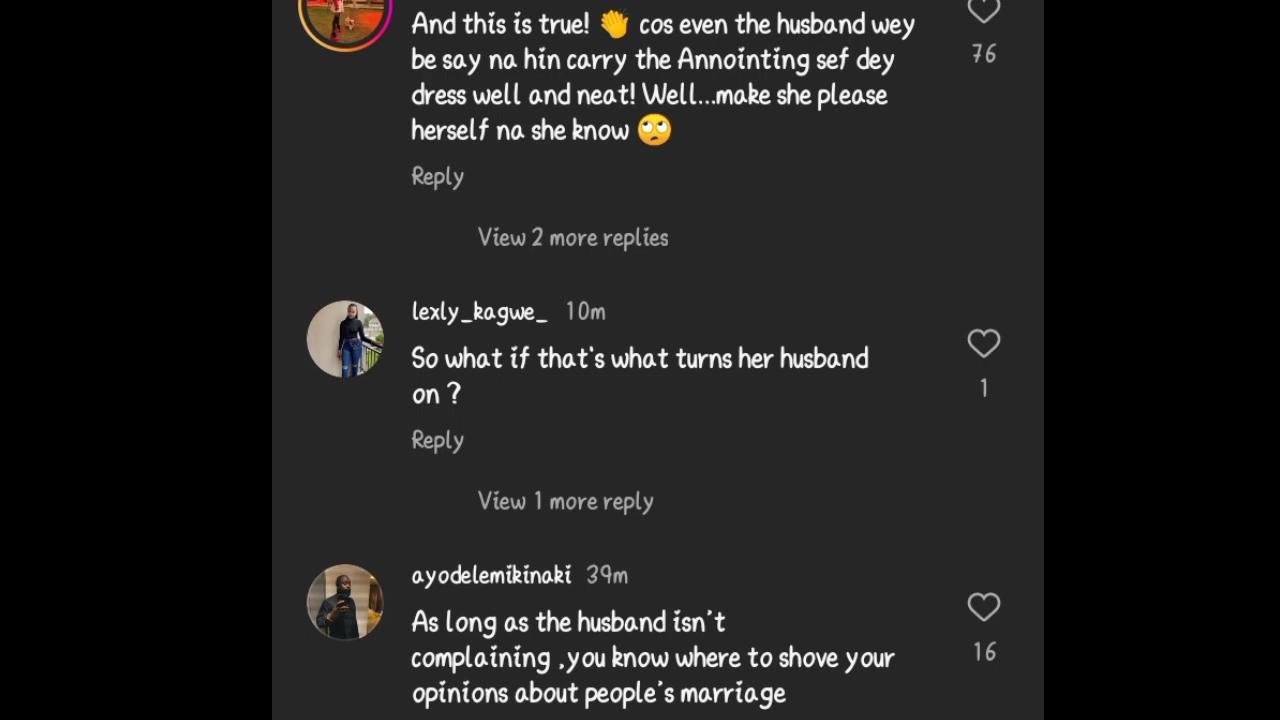 And this is true! 👏 cos even the husband wey
76
be say na hin carry the Annointing sef dey
dress well and neat! Well...make she please
herself na she know 🙄
Reply
View 2 more replies
lexly_kagwe_ 10m
So what if that's what turns her husband
on ?
1
Reply
View 1 more reply
ayodelemikinaki 39m
As long as the husband isn't
complaining ,you know where to shove your
16
opinions about people's marriage